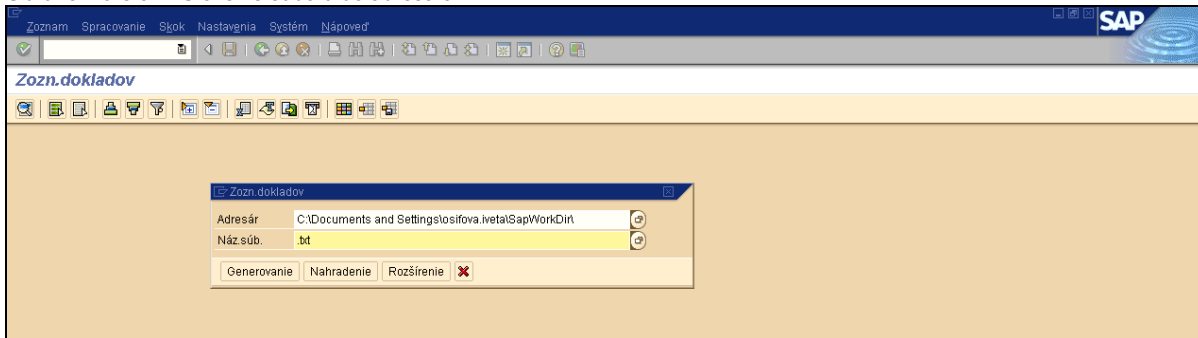 Zoznam Spracovanie Skok Nastavenia Systém Nápoveď
SAP
Zozn.dokladov
Zozn.dokladov
Adresár C:\Documents and Settings\osifova.iveta\SapWorkDir\
Náz.súb. .txt
Generovanie Nahradenie Rozšírenie